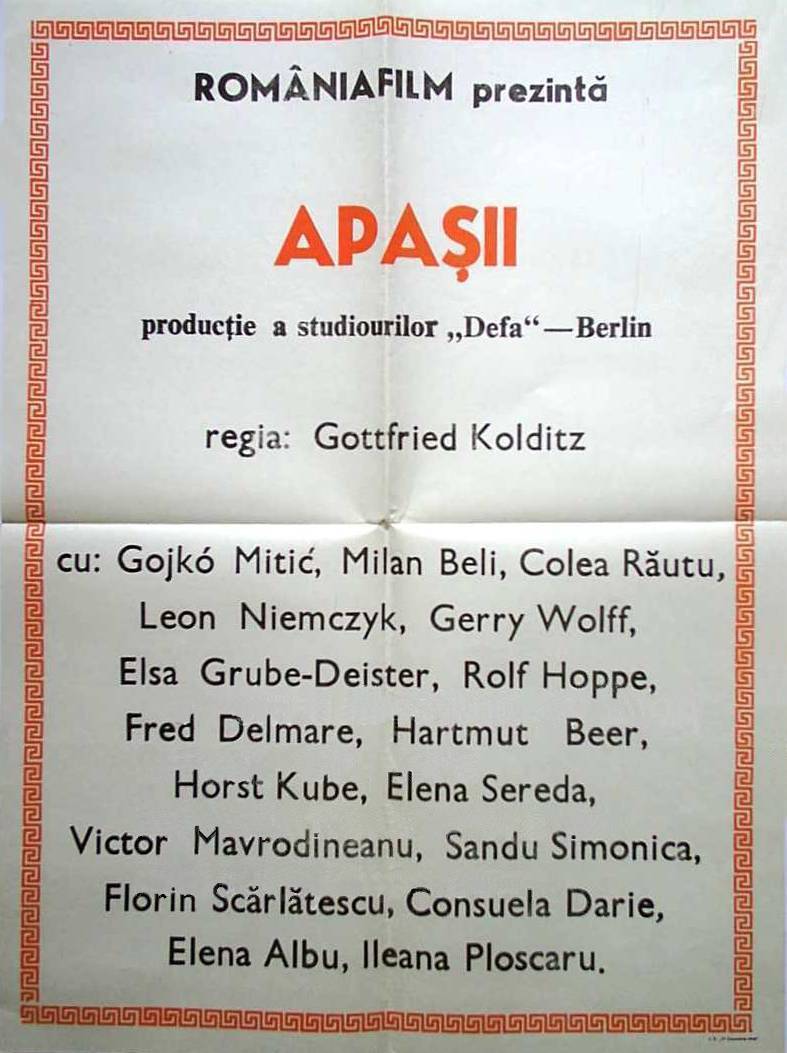 ROMÂNIAFILM prezintă
APAȘII
producție a studiourilor „Defa“—Berlin
regia: Gottfried Kolditz
cu: Gojkó Mitić, Milan Beli, Colea Răutu,
Leon Niemczyk, Gerry Wolff,
Elsa Grube-Deister, Rolf Hoppe,
Fred Delmare, Hartmut Beer,
Horst Kube, Elena Sereda,
Victor Mavrodineanu, Sandu Simonica,
Florin Scărlătescu, Consuela Darie,
Elena Albu, Ileana Ploscaru.